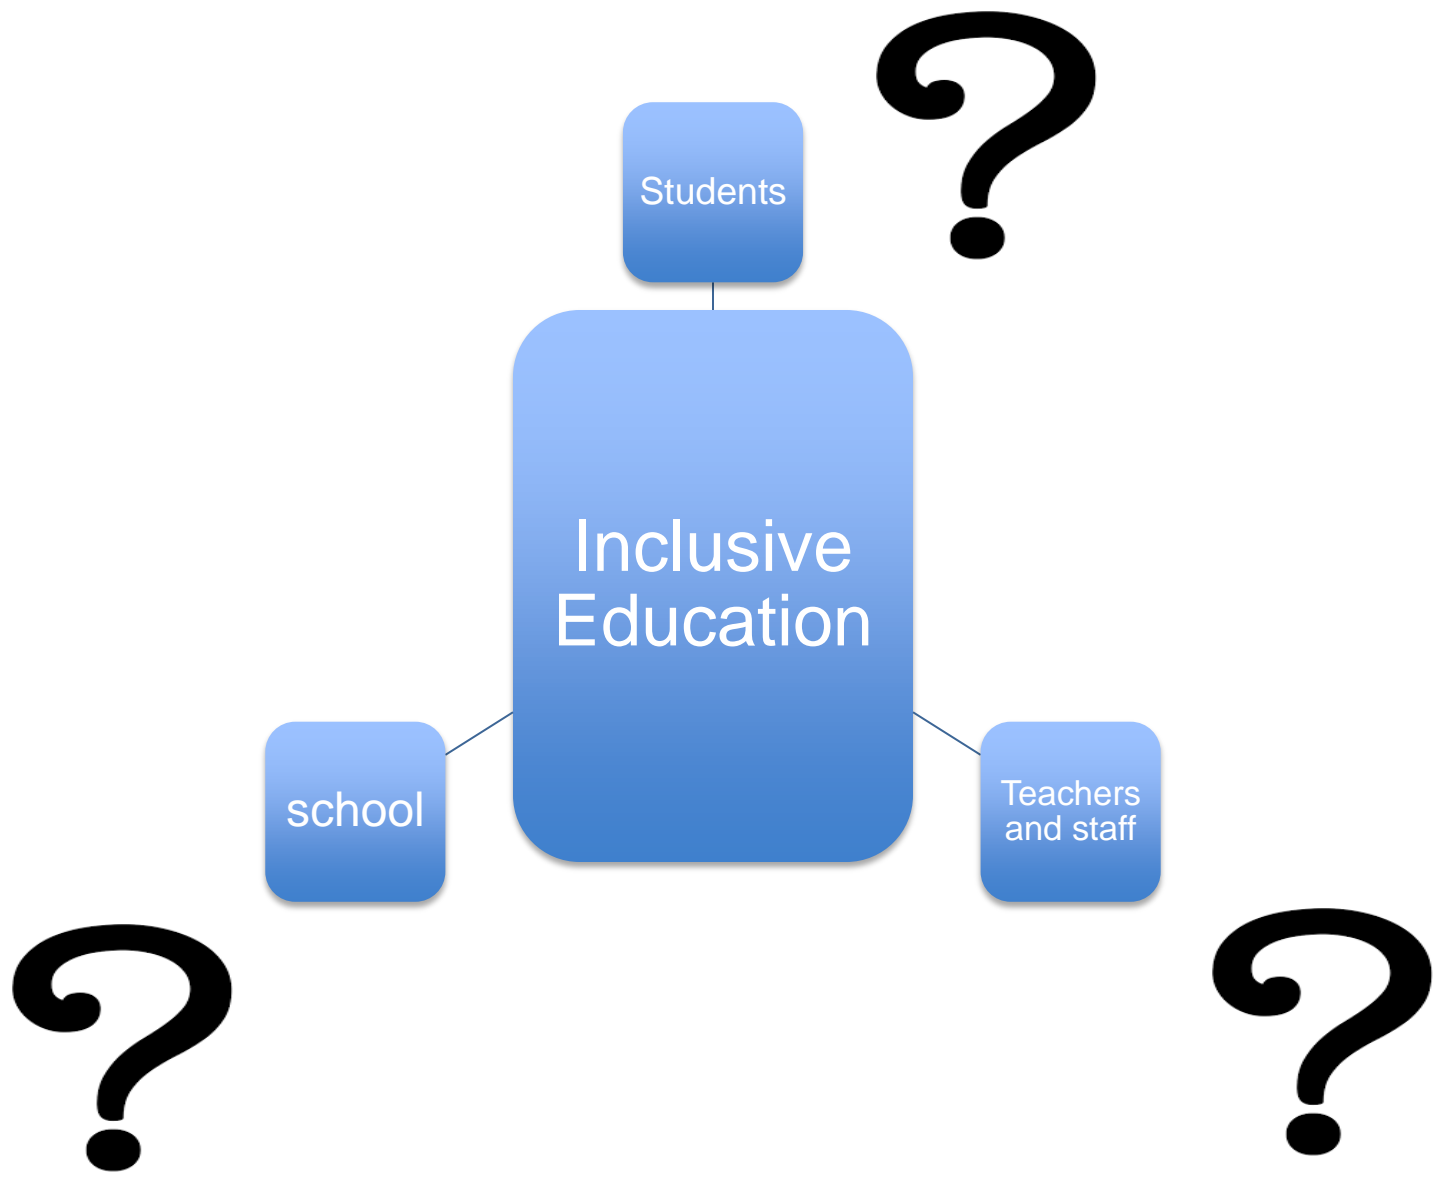 ?
Students
Inclusive
Education
school
Teachers
and staff
?
?